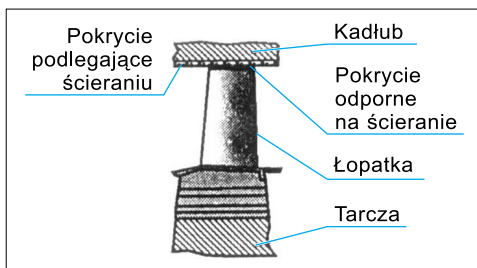 Pokrycie
podlegające
ścieraniu
Kadłub
Pokrycie
odporne
na ścieranie
Łopatka
Tarcza